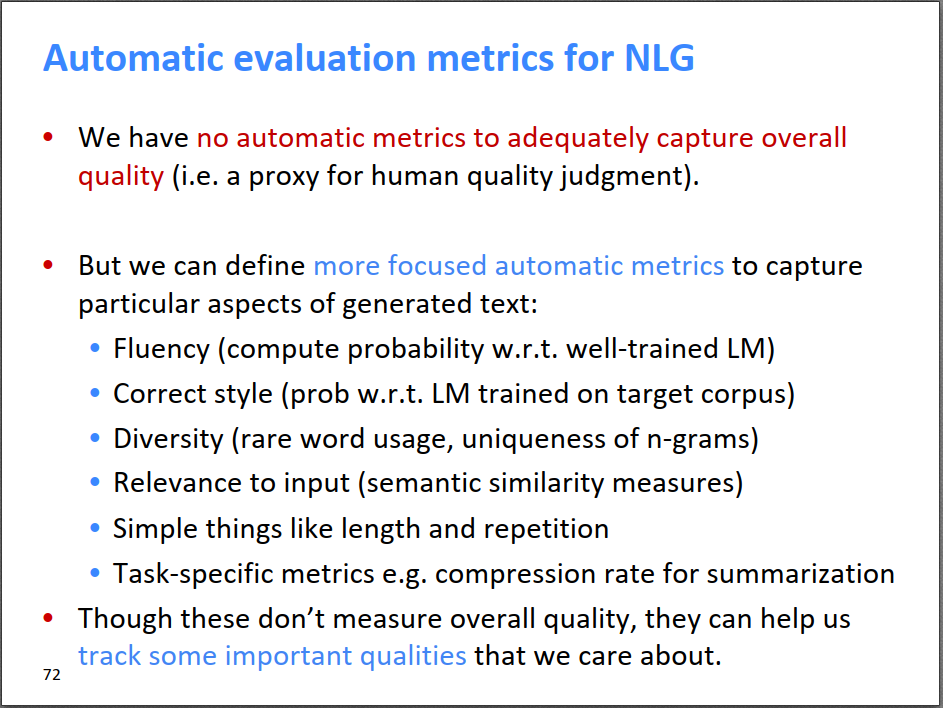 Automatic evaluation metrics for NLG
• We have no automatic metrics to adequately capture overall
quality (i.e. a proxy for human quality judgment).
• But we can define more focused automatic metrics to capture
particular aspects of generated text:
• Fluency (compute probability w.r.t. well-trained LM)
• Correct style (prob w.r.t. LM trained on target corpus)
• Diversity (rare word usage, uniqueness of n-grams)
• Relevance to input (semantic similarity measures)
• Simple things like length and repetition
• Task-specific metrics e.g. compression rate for summarization
• Though these don’t measure overall quality, they can help us
track some important qualities that we care about.
72